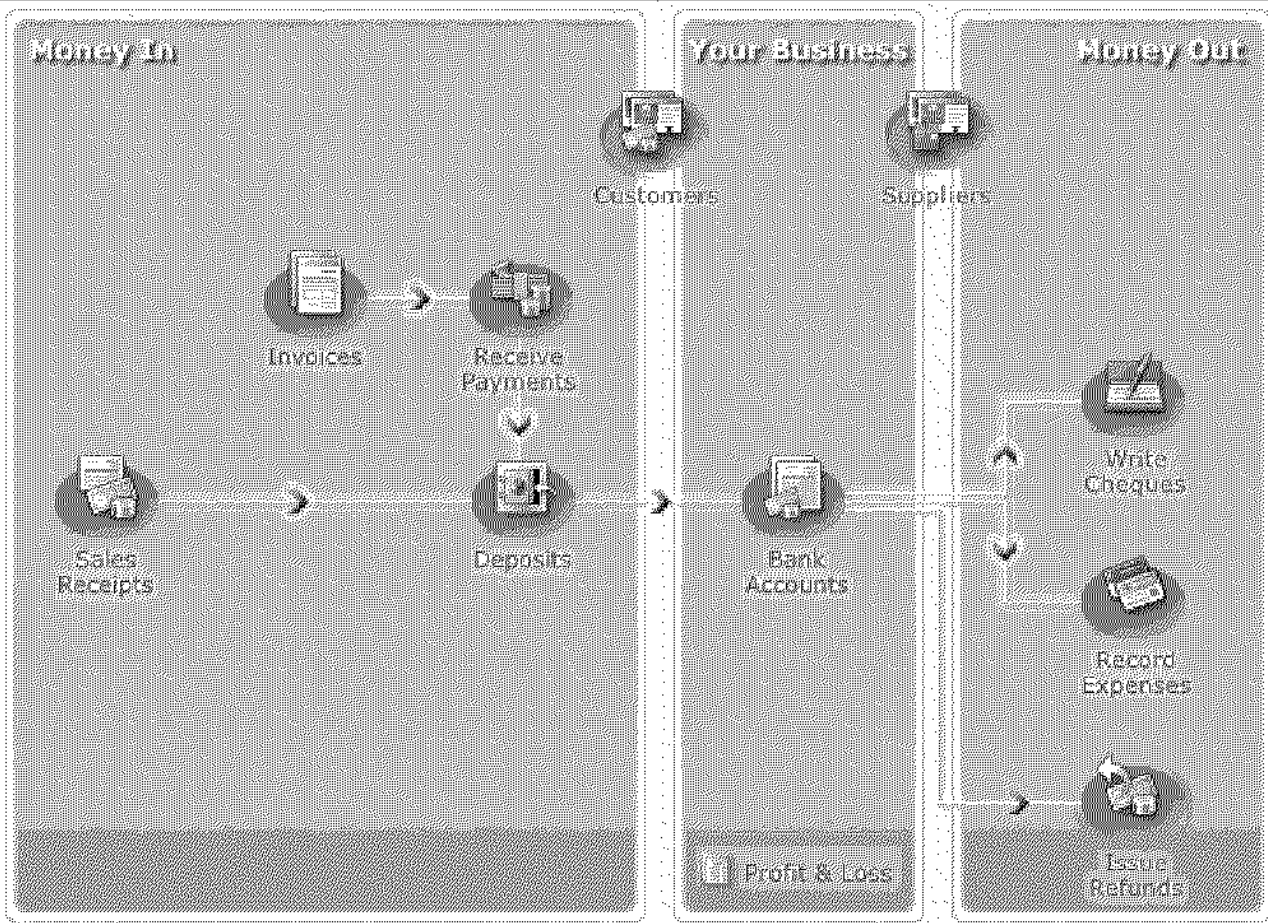 Money In
Your Business
Money Out
Customers
Suppliers
Invoices
Receive
Payments
Write
Cheques
Sales
Receipts
Deposits
Bank
Accounts
Record
Expenses
Issue
Refunds
Profit & Loss